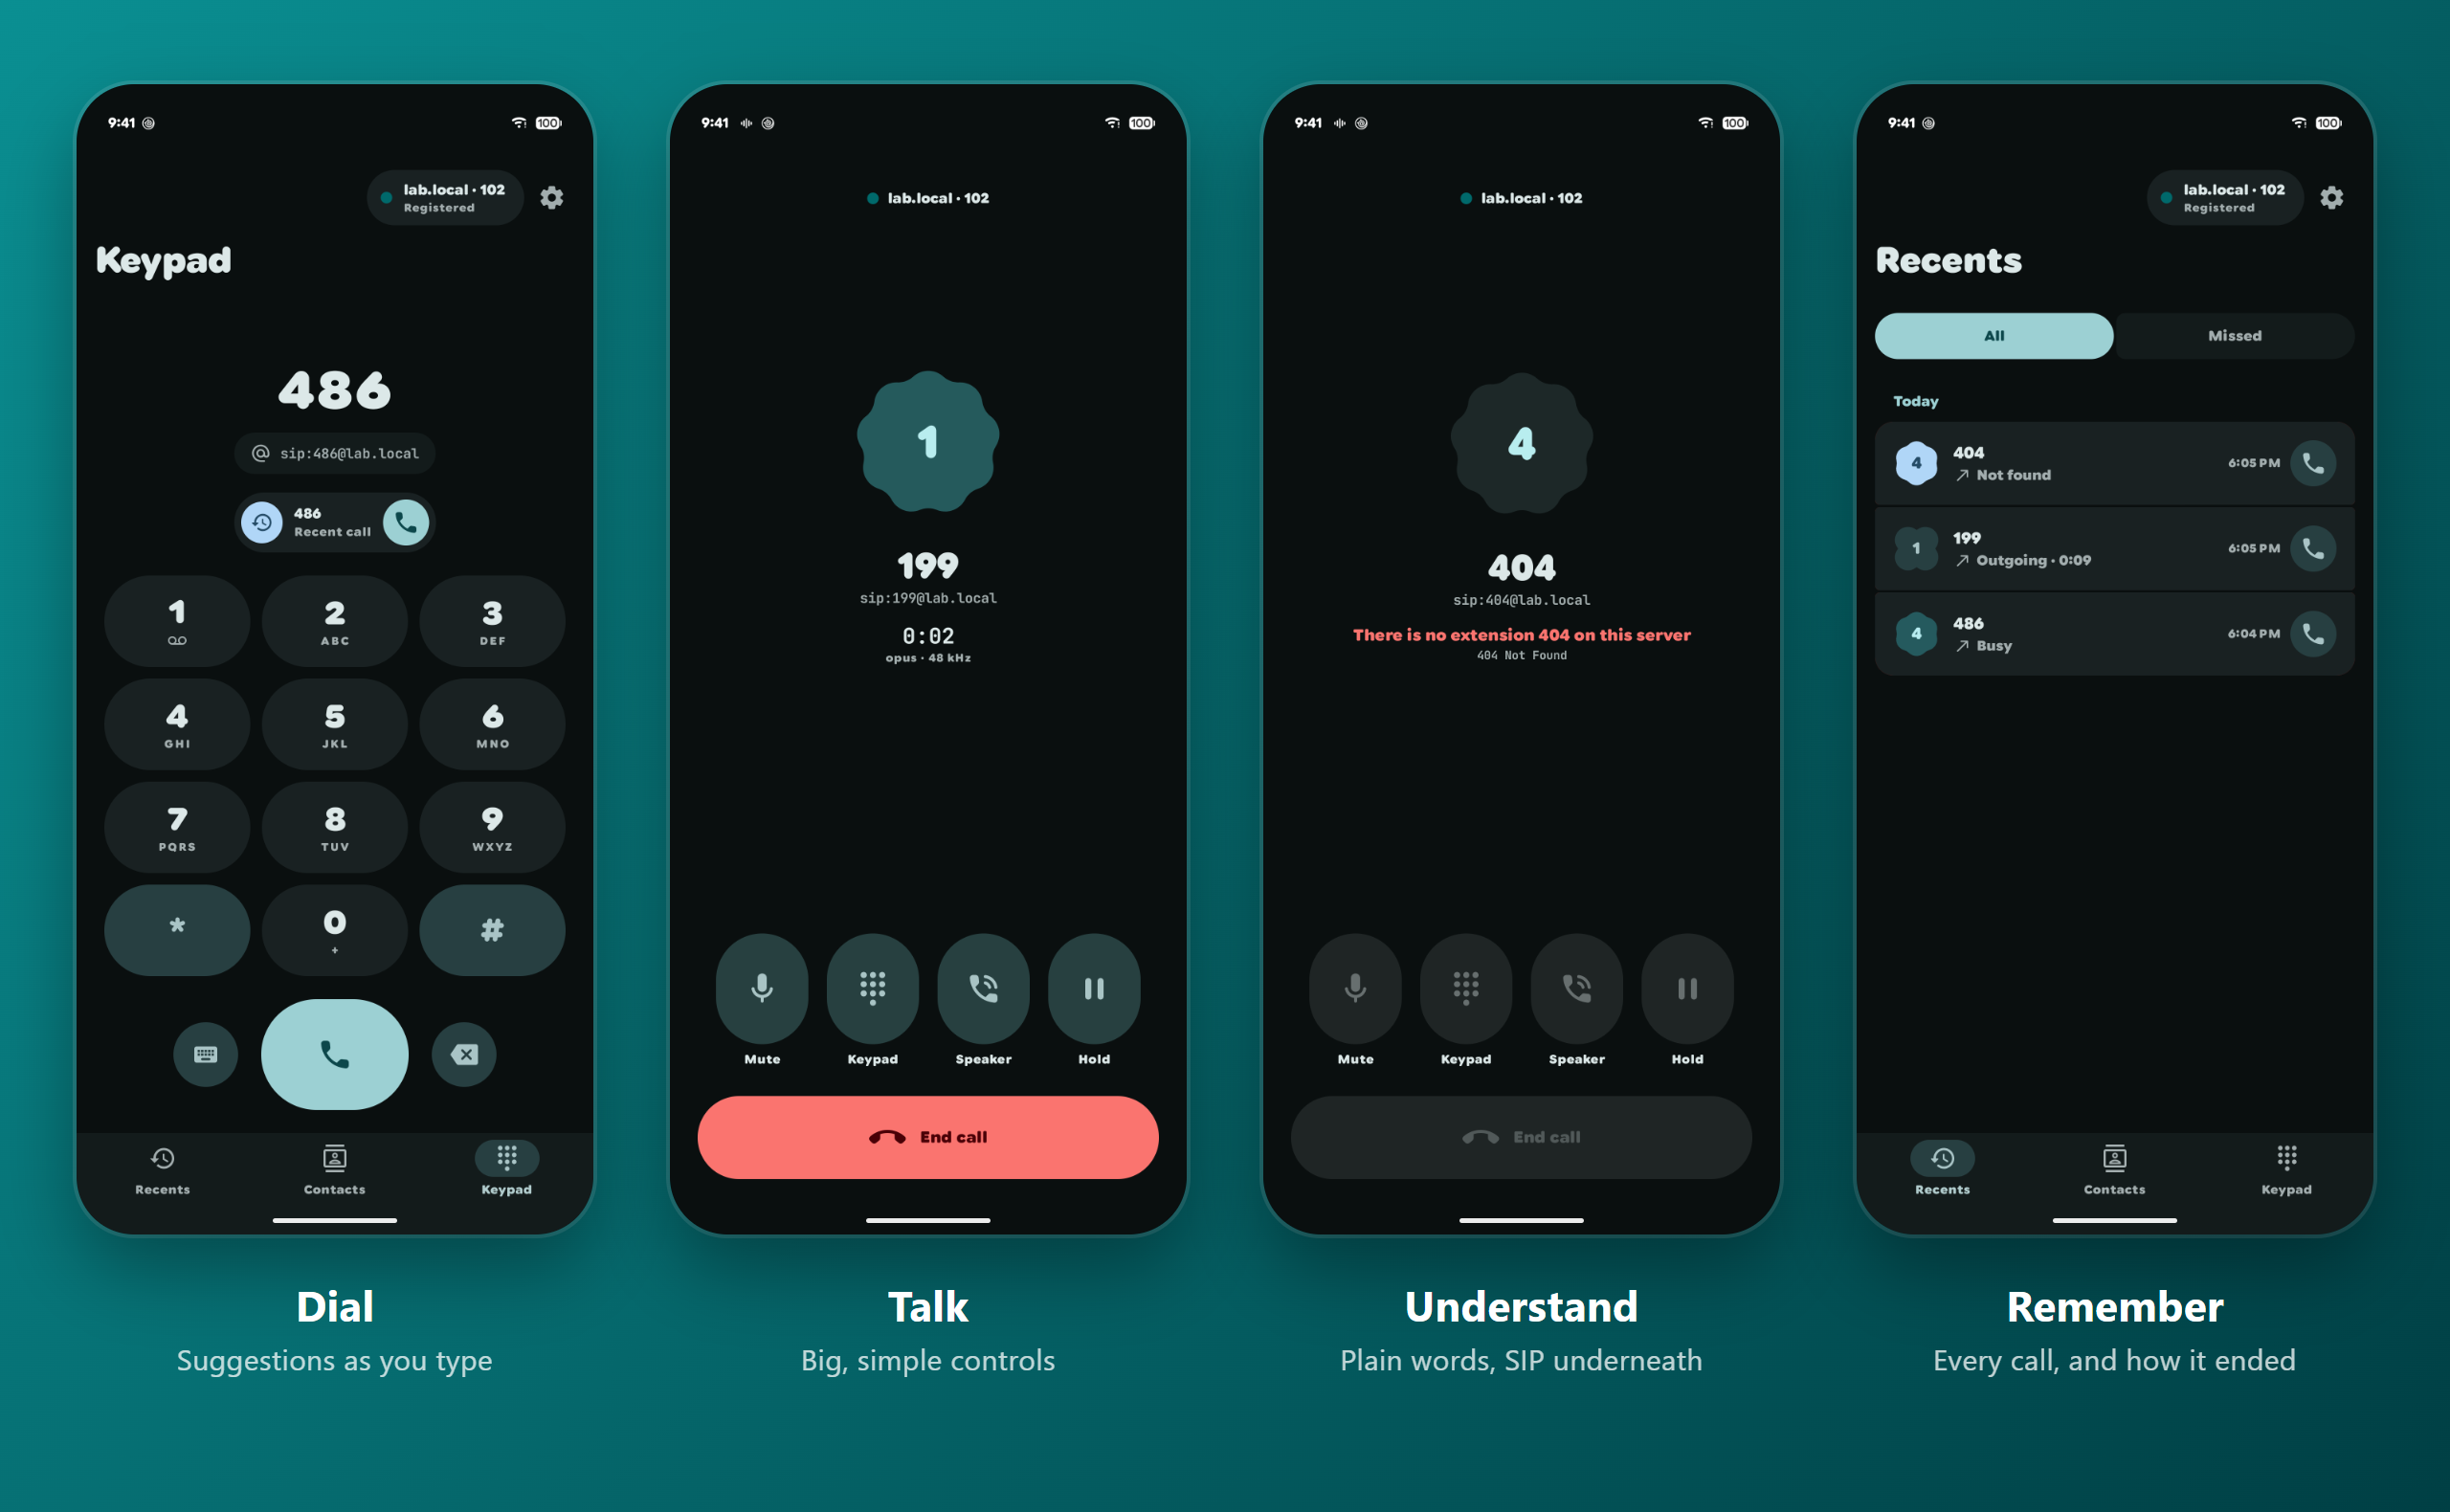 9:41
100
lab.local · 102
Registered
Keypad
486
sip:486@lab.local
486
Recent call
1
2
ABC
3
DEF
4
GHI
5
JKL
6
MNO
7
PQRS
8
TUV
9
WXYZ
*
0
+
#
Recents
Contacts
Keypad
Dial
Suggestions as you type
9:41
100
lab.local · 102
1
199
sip:199@lab.local
0:02
opus · 48 kHz
Mute
Keypad
Speaker
Hold
End call
Talk
Big, simple controls
9:41
100
lab.local · 102
4
404
sip:404@lab.local
There is no extension 404 on this server
404 Not Found
Mute
Keypad
Speaker
Hold
End call
Understand
Plain words, SIP underneath
9:41
100
lab.local · 102
Registered
Recents
All
Missed
Today
4
404
Not found
6:05 PM
1
199
Outgoing · 0:09
6:05 PM
4
486
Busy
6:04 PM
Recents
Contacts
Keypad
Remember
Every call, and how it ended